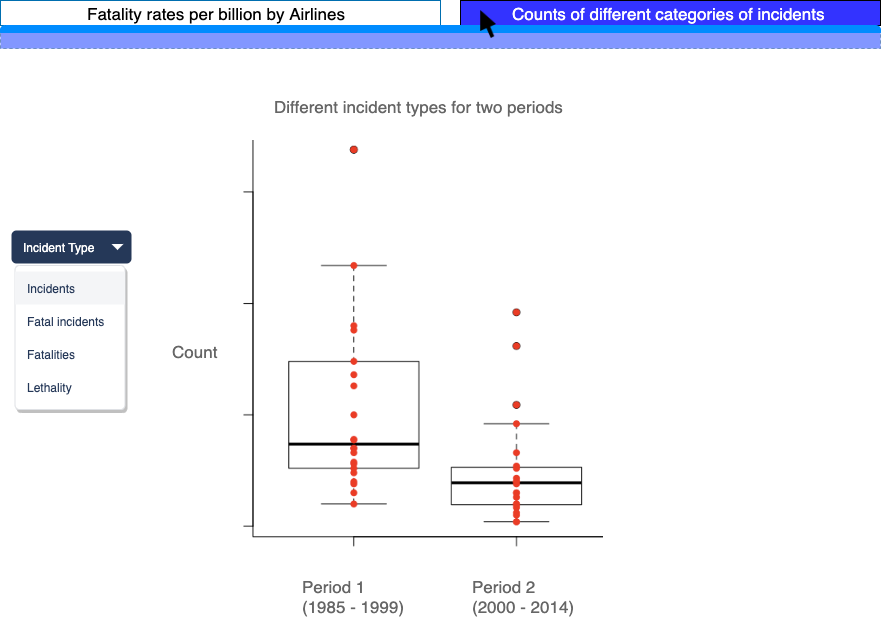 Fatality rates per billion by Airlines
Counts of different categories of incidents
Different incident types for two periods
Incident Type
Incidents
Fatal incidents
Fatalities
Lethality
Count
Period 1
(1985 - 1999)
Period 2
(2000 - 2014)